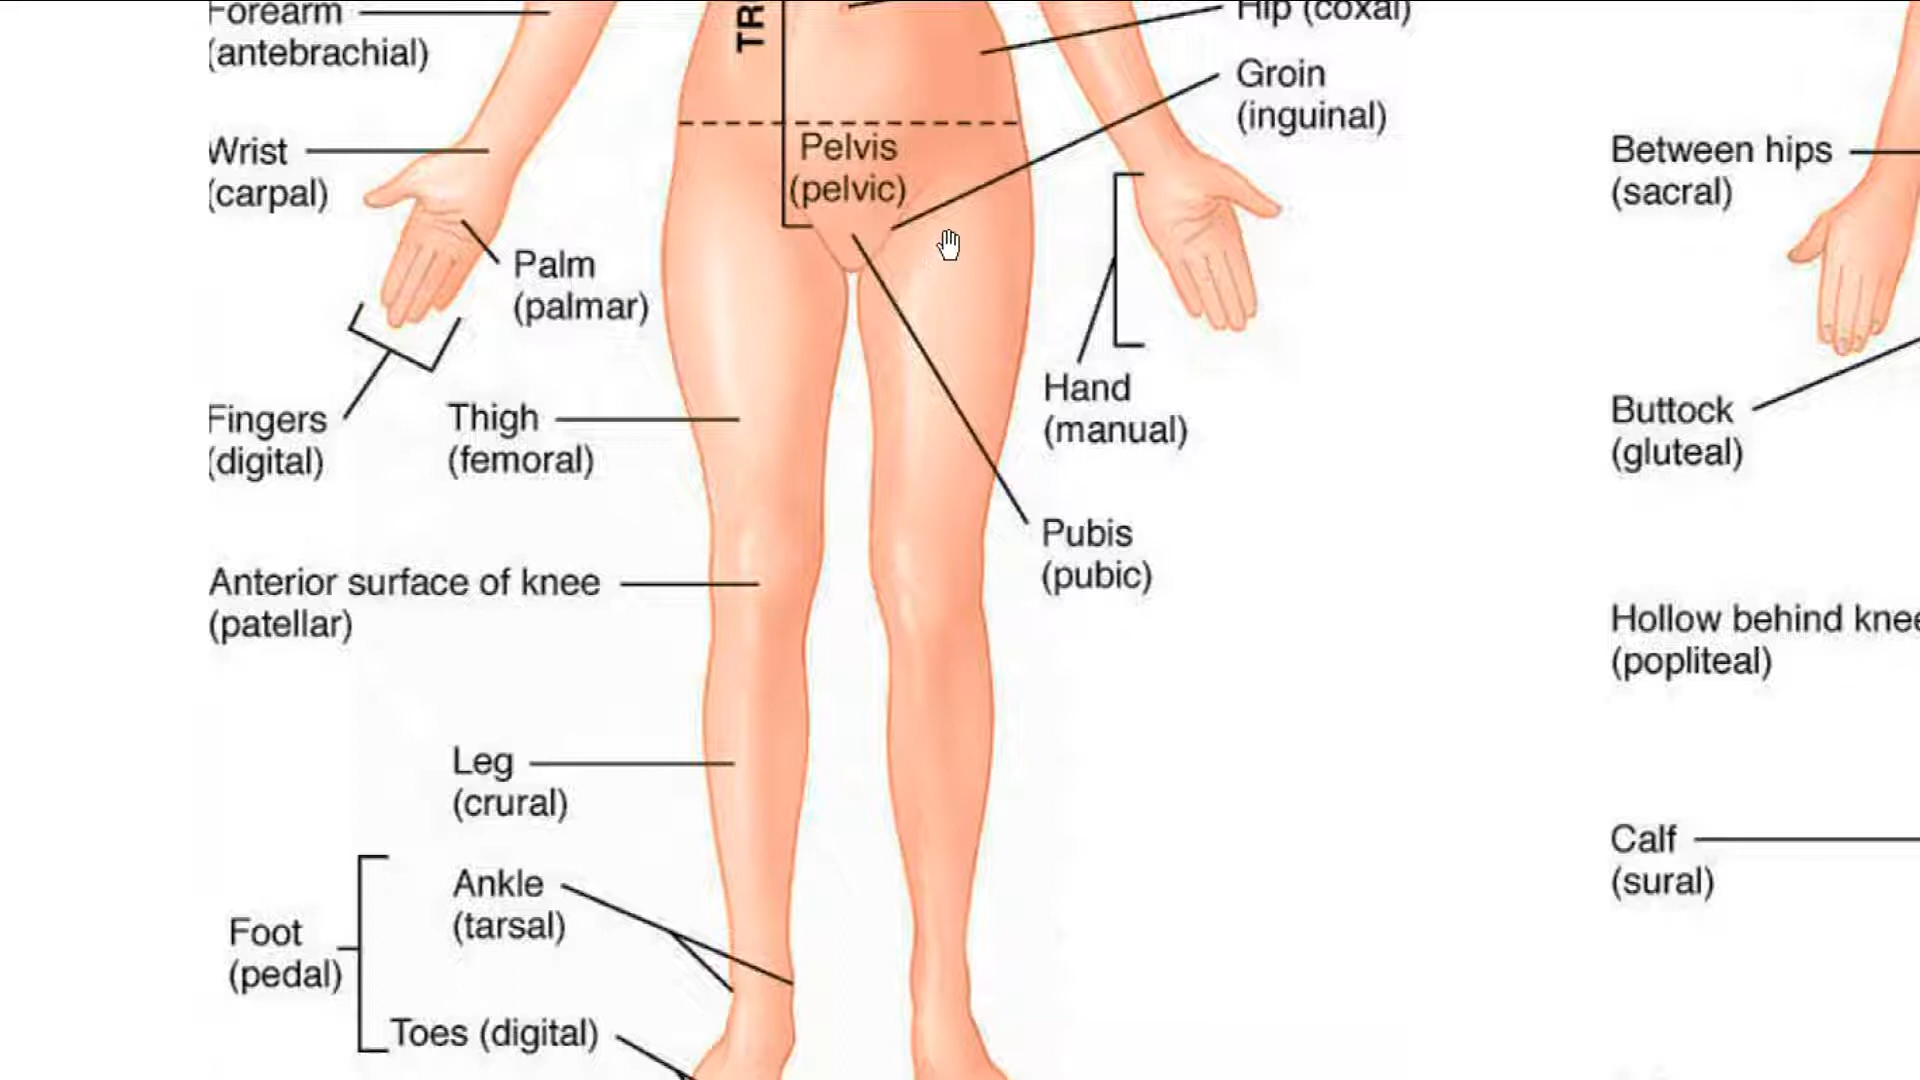 Forearm
(antebrachial)
Wrist
(carpal)
Palm
(palmar)
Fingers
(digital)
Thigh
(femoral)
Anterior surface of knee
(patellar)
Leg
(crural)
Ankle
(tarsal)
Foot
(pedal)
Toes (digital)
TR
Pelvis
(pelvic)
Hip (coxal)
Groin
(inguinal)
Hand
(manual)
Pubis
(pubic)
Between hips
(sacral)
Buttock
(gluteal)
Hollow behind knee
(popliteal)
Calf
(sural)